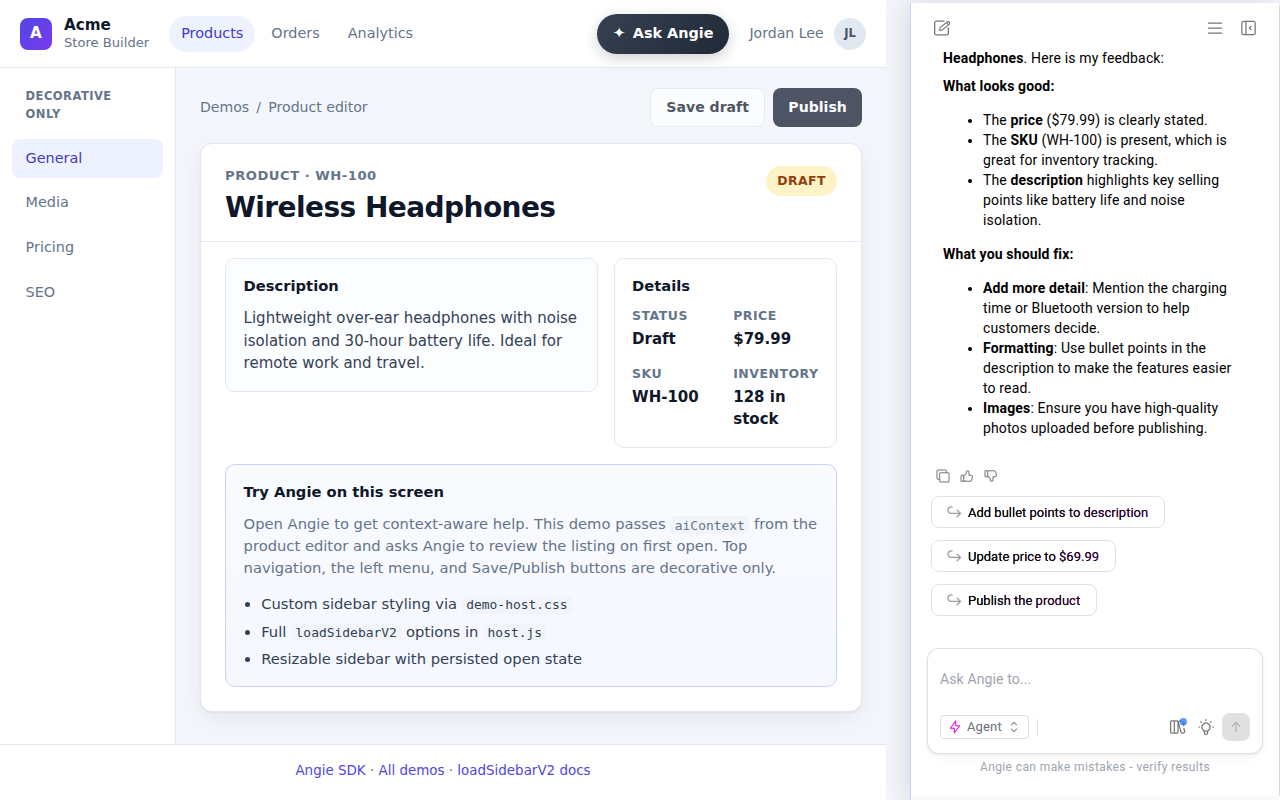 A
Acme
Store Builder
Products
Orders
Analytics
✦ Ask Angie
Jordan Lee
JL
DECORATIVE
ONLY
General
Media
Pricing
SEO
Demos / Product editor
Save draft
Publish
PRODUCT · WH-100
Wireless Headphones
DRAFT
Description
Lightweight over-ear headphones with noise
isolation and 30-hour battery life. Ideal for
remote work and travel.
Details
STATUS
Draft
PRICE
$79.99
SKU
WH-100
INVENTORY
128 in
stock
Try Angie on this screen
Open Angie to get context-aware help. This demo passes aiContext from the
product editor and asks Angie to review the listing on first open. Top
navigation, the left menu, and Save/Publish buttons are decorative only.
• Custom sidebar styling via demo-host.css
• Full loadSidebarV2 options in host.js
• Resizable sidebar with persisted open state
Angie SDK · All demos · loadSidebarV2 docs
Headphones. Here is my feedback:
What looks good:
• The price ($79.99) is clearly stated.
• The SKU (WH-100) is present, which is
great for inventory tracking.
• The description highlights key selling
points like battery life and noise
isolation.
What you should fix:
• Add more detail: Mention the charging
time or Bluetooth version to help
customers decide.
• Formatting: Use bullet points in the
description to make the features easier
to read.
• Images: Ensure you have high-quality
photos uploaded before publishing.
Add bullet points to description
Update price to $69.99
Publish the product
Ask Angie to...
Agent
Angie can make mistakes - verify results